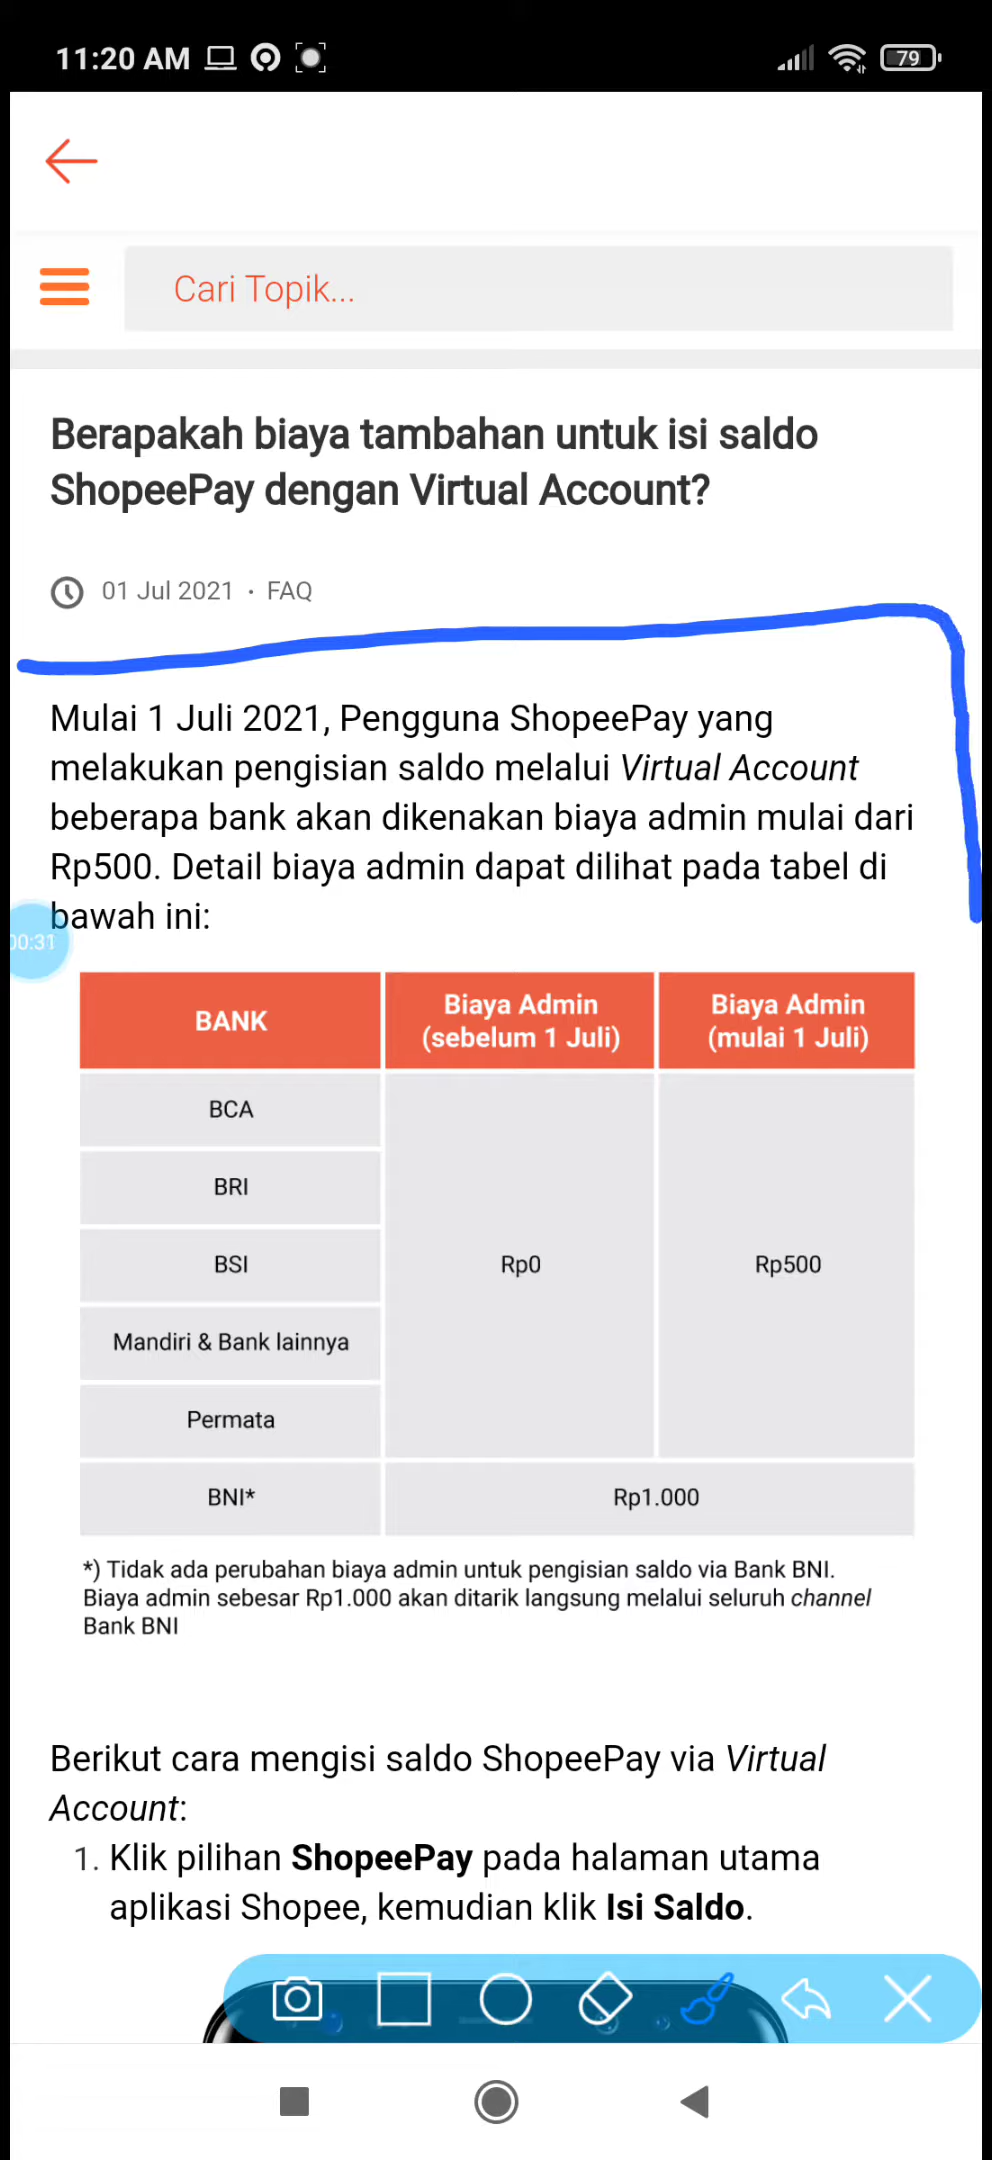 11:20 AM
79
Cari Topik...
Berapakah biaya tambahan untuk isi saldo
ShopeePay dengan Virtual Account?
01 Jul 2021 · FAQ
Mulai 1 Juli 2021, Pengguna ShopeePay yang
melakukan pengisian saldo melalui Virtual Account
beberapa bank akan dikenakan biaya admin mulai dari
Rp500. Detail biaya admin dapat dilihat pada tabel di
bawah ini:
00:31
BANK
Biaya Admin
(sebelum 1 Juli)
Biaya Admin
(mulai 1 Juli)
BCA
BRI
BSI
Rp0
Rp500
Mandiri & Bank lainnya
Permata
BNI*
Rp1.000
*) Tidak ada perubahan biaya admin untuk pengisian saldo via Bank BNI.
Biaya admin sebesar Rp1.000 akan ditarik langsung melalui seluruh channel
Bank BNI
Berikut cara mengisi saldo ShopeePay via Virtual
Account:
1. Klik pilihan ShopeePay pada halaman utama
aplikasi Shopee, kemudian klik Isi Saldo.